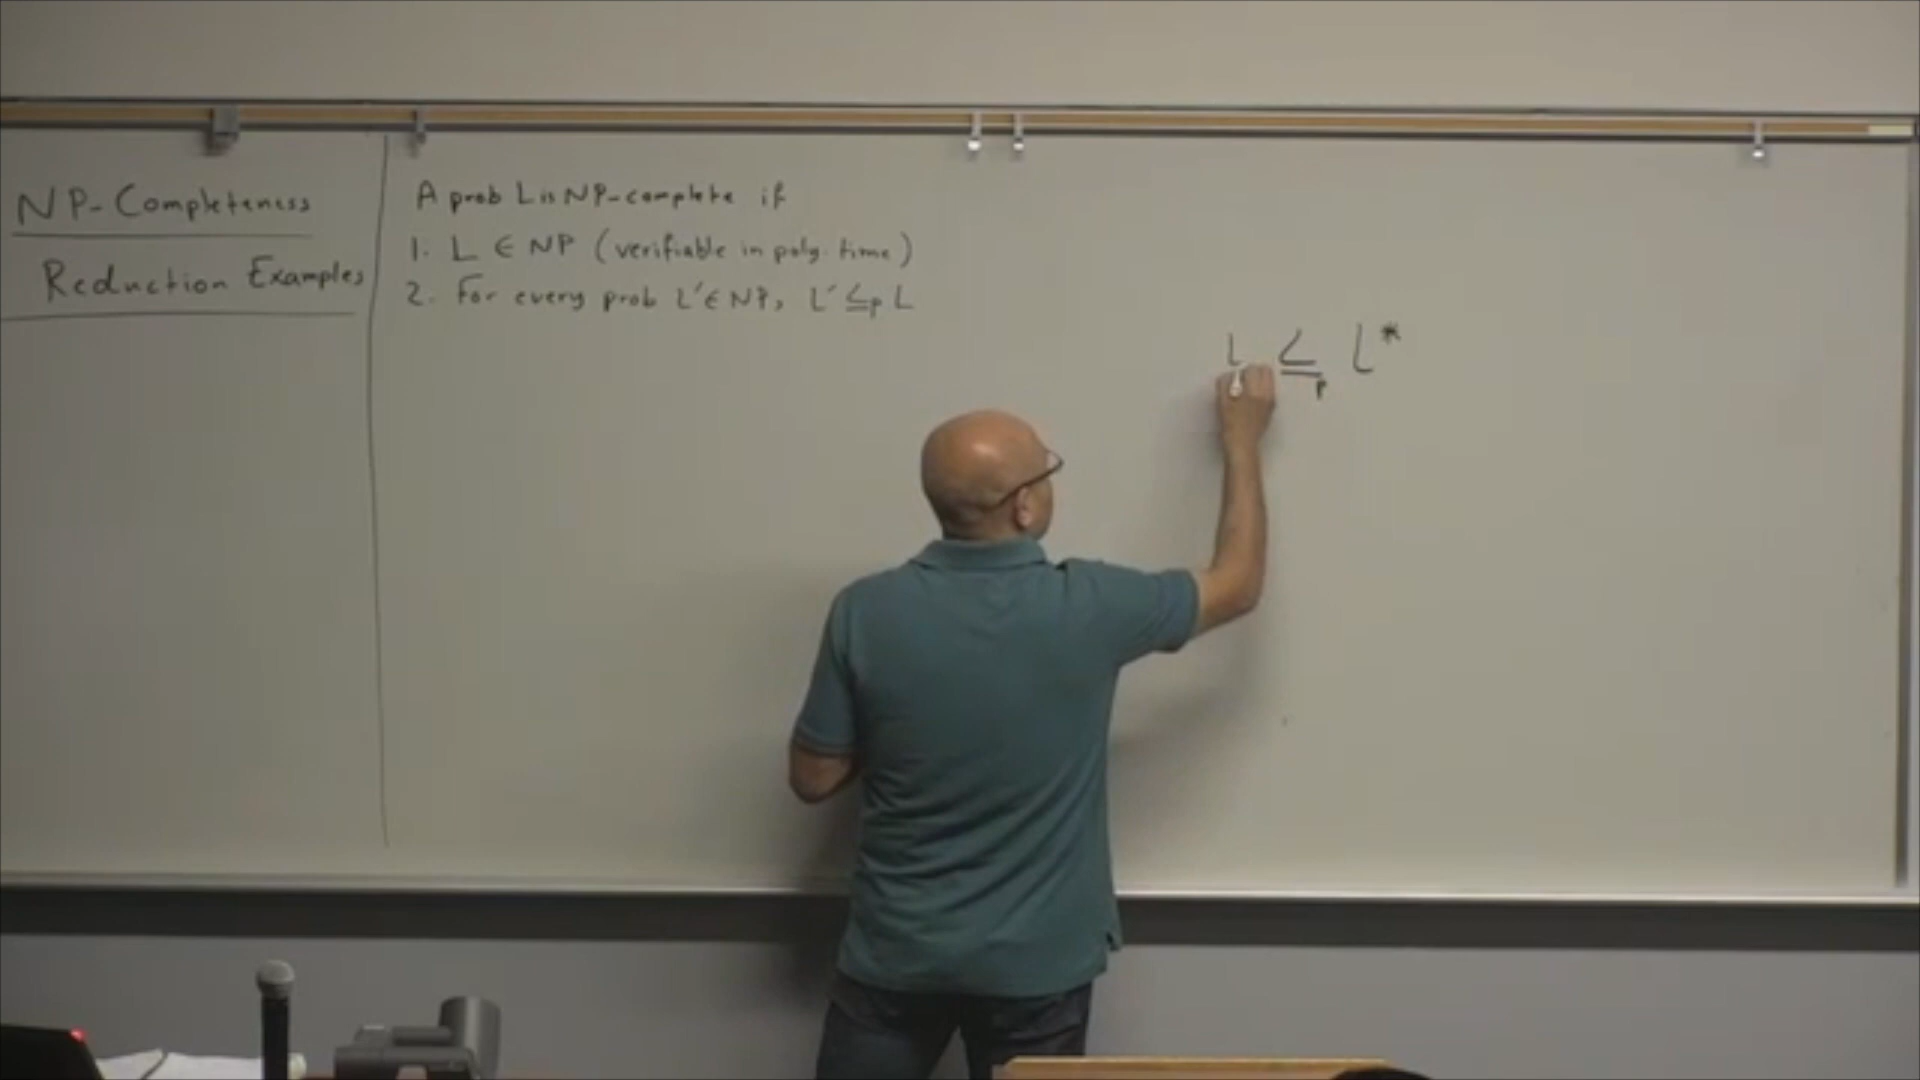 NP-Completeness
Reduction Examples
A prob L is NP-complete if
1. L ∈ NP (verifiable in poly. time)
2. For every prob L' ∈ NP, L' ≤p L
L ≤p L*